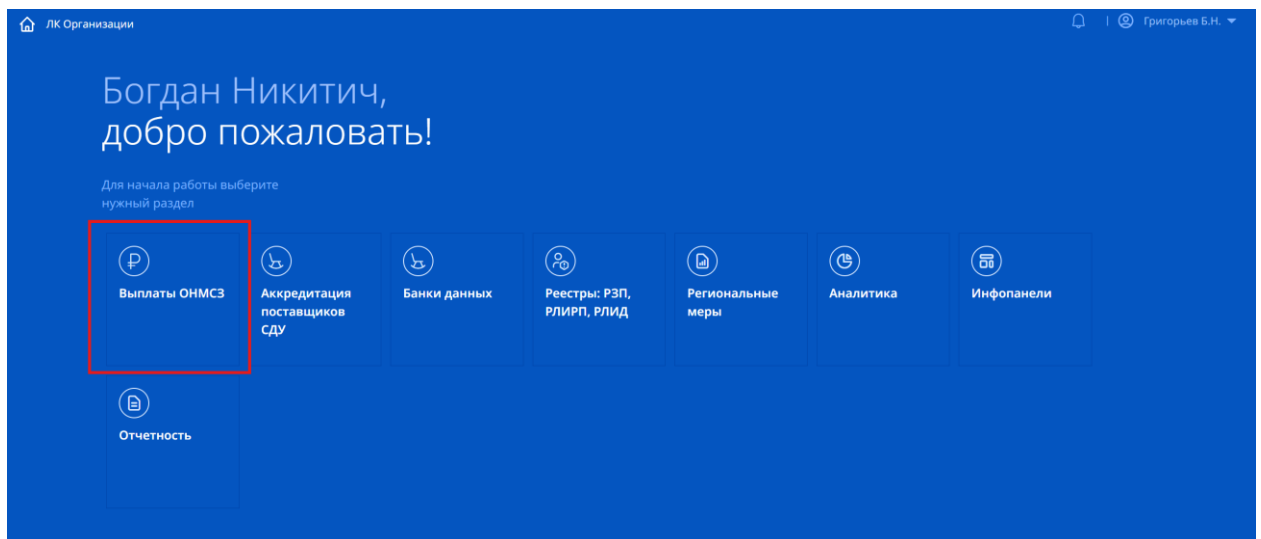 ЛК Организации
Григорьев Б.Н.
Богдан Никитич,
добро пожаловать!
Для начала работы выберите
нужный раздел
Выплаты ОНМСЗ
Аккредитация
поставщиков
СДУ
Банки данных
Реестры: РЗП,
РЛИРП, РЛИД
Региональные
меры
Аналитика
Инфопанели
Отчетность